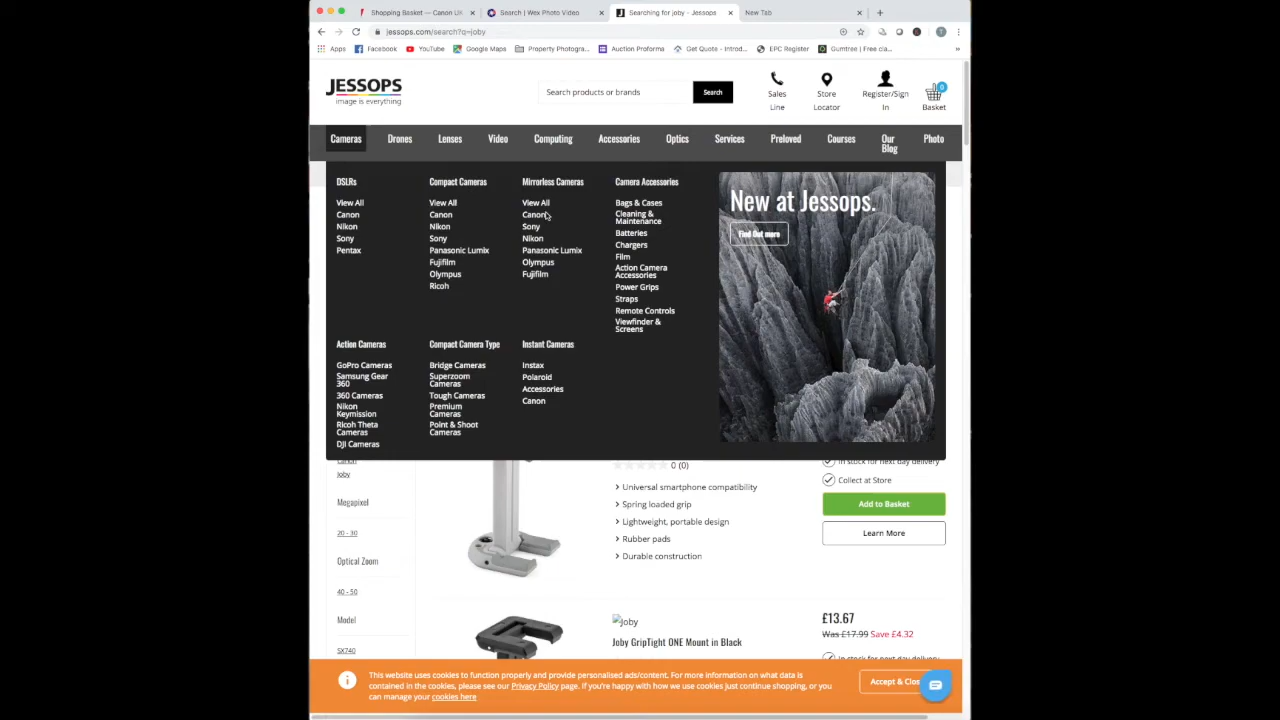 Shopping Basket — Canon UK
Search | Wex Photo Video
Searching for joby - Jessops
New Tab
jessops.com/search?q=joby
Apps
Facebook
YouTube
Google Maps
Property Photogra...
Auction Proforma
Get Quote - Introd...
EPC Register
Gumtree | Free cla...
JESSOPS
image is everything
Search products or brands
Search
Sales
Line
Store
Locator
Register/Sign
In
0
Basket
Cameras
Drones
Lenses
Video
Computing
Accessories
Optics
Services
Preloved
Courses
Our
Blog
Photo
DSLRs
View All
Canon
Nikon
Sony
Pentax
Compact Cameras
View All
Canon
Nikon
Sony
Panasonic Lumix
Fujifilm
Olympus
Ricoh
Mirrorless Cameras
View All
Canon
Sony
Nikon
Panasonic Lumix
Olympus
Fujifilm
Camera Accessories
Bags & Cases
Cleaning &
Maintenance
Batteries
Chargers
Film
Action Camera
Accessories
Power Grips
Straps
Remote Controls
Viewfinder &
Screens
New at Jessops.
Find Out more
Action Cameras
GoPro Cameras
Samsung Gear
360
360 Cameras
Nikon
Keymission
Ricoh Theta
Cameras
DJI Cameras
Compact Camera Type
Bridge Cameras
Superzoom
Cameras
Tough Cameras
Premium
Cameras
Point & Shoot
Cameras
Instant Cameras
Instax
Polaroid
Accessories
Canon
Canon
Joby
Megapixel
20 - 30
Optical Zoom
40 - 50
Model
SX740
0 (0)
Universal smartphone compatibility
Spring loaded grip
Lightweight, portable design
Rubber pads
Durable construction
In stock for next day delivery
Collect at Store
Add to Basket
Learn More
Joby
Joby GripTight ONE Mount in Black
£13.67
Was £17.99 Save £4.32
In stock for next day delivery
This website uses cookies to function properly and provide personalised ads/content. For more information on what data is
contained in the cookies, please see our Privacy Policy page. If you're happy with how we use cookies just continue shopping, or you
can manage your cookies here
Accept & Clos